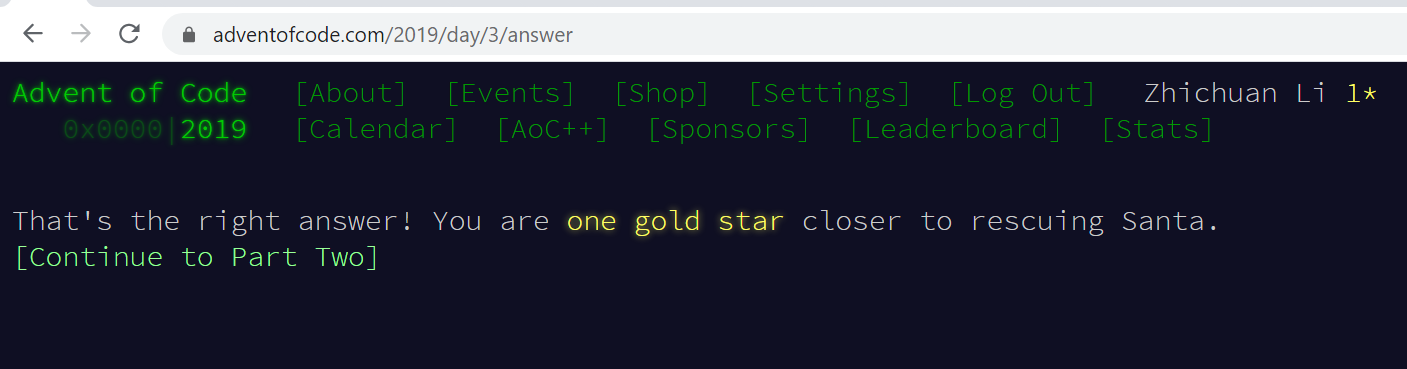 adventofcode.com/2019/day/3/answer
Advent of Code [About] [Events] [Shop] [Settings] [Log Out] Zhichuan Li 1*
0x0000|2019 [Calendar] [AoC++] [Sponsors] [Leaderboard] [Stats]
That's the right answer! You are one gold star closer to rescuing Santa.
[Continue to Part Two]